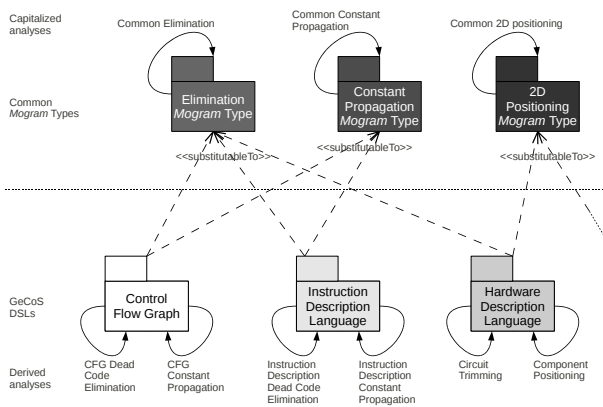 Capitalized
analyses
Common Elimination
Common Constant
Propagation
Common 2D positioning
Common
Mogram Types
Elimination
Mogram Type
Constant
Propagation
Mogram Type
2D
Positioning
Mogram Type
<<substitutableTo>>
<<substitutableTo>>
<<substitutableTo>>
GeCoS
DSLs
Control
Flow Graph
Instruction
Description
Language
Hardware
Description
Language
Derived
analyses
CFG Dead
Code
Elimination
CFG
Constant
Propagation
Instruction
Description
Dead Code
Elimination
Instruction
Description
Constant
Propagation
Circuit
Trimming
Component
Positioning